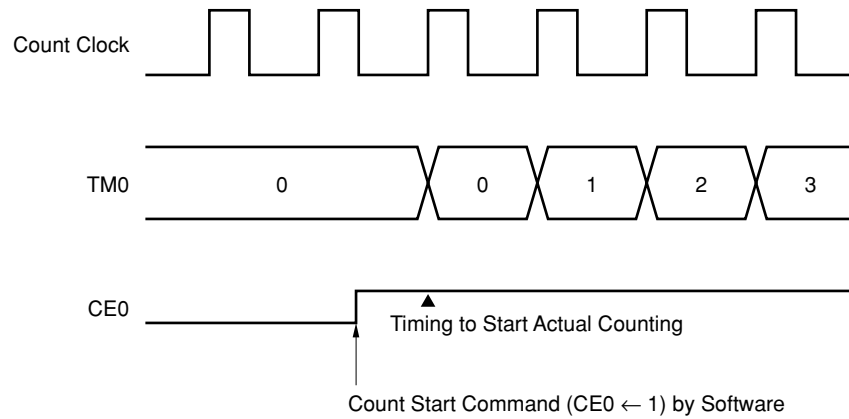 Count Clock
TM0
0
0
1
2
3
CE0
Timing to Start Actual Counting
Count Start Command (CE0 ← 1) by Software